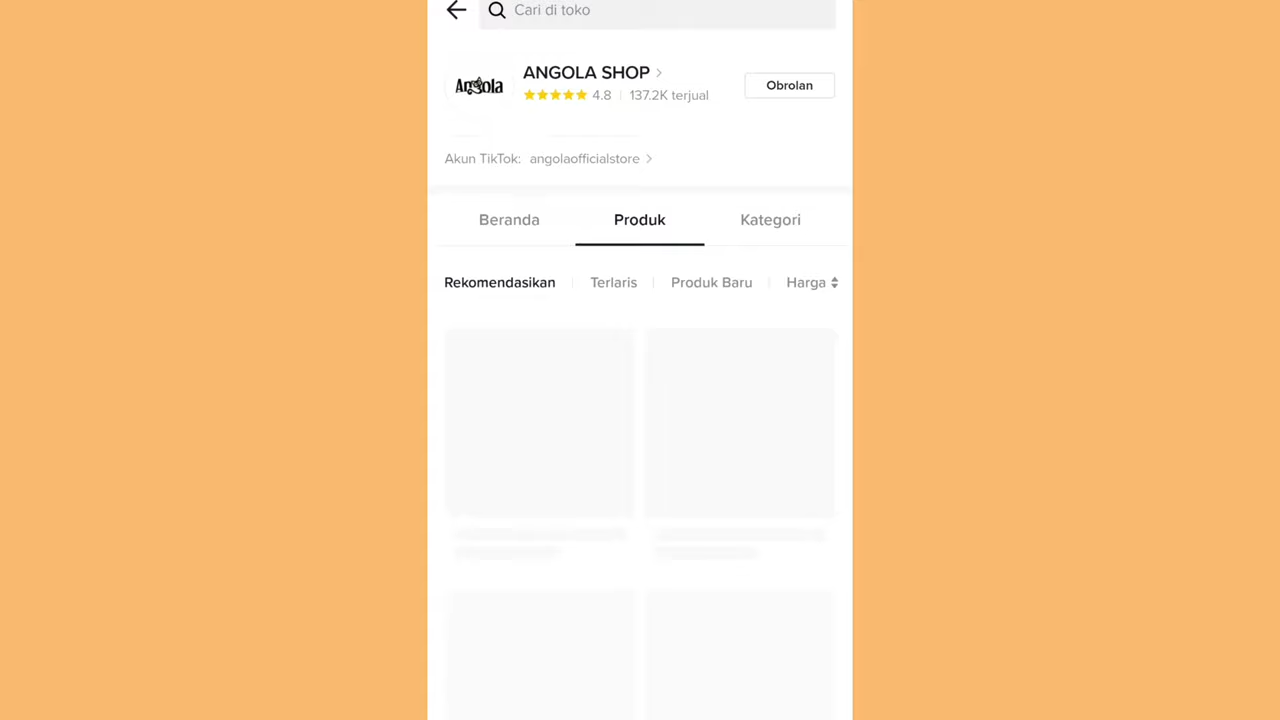 Cari di toko
Angola
ANGOLA SHOP
4.8 137.2K terjual
Obrolan
Akun TikTok: angolaofficialstore
Beranda Produk Kategori
Rekomendasikan Terlaris Produk Baru Harga